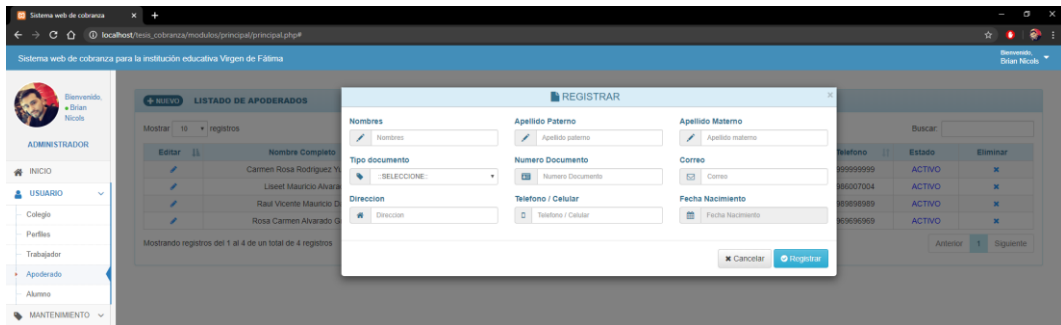 Sistema web de cobranza
localhost/tesis_cobranza/modulos/principal/principal.php#
Sistema web de cobranza para la institución educativa Virgen de Fátima
Bienvenido,
Brian Nicols
Bienvenido,
Brian
Nicols
ADMINISTRADOR
INICIO
USUARIO
Colegio
Perfiles
Trabajador
Apoderado
Alumno
MANTENIMIENTO
NUEVO LISTADO DE APODERADOS
Mostrar 10 registros
Buscar:
Editar Nombre Completo Telefono Estado Eliminar
Carmen Rosa Rodriguez 999999999 ACTIVO
Liseet Mauricio 986007004 ACTIVO
Raul Vicente Mauricio 989898989 ACTIVO
Rosa Carmen Alvarado 969696969 ACTIVO
Mostrando registros del 1 al 4 de un total de 4 registros
Anterior 1 Siguiente
REGISTRAR
Nombres Apellido Paterno Apellido Materno
Nombres Apellido paterno Apellido materno
Tipo documento Numero Documento Correo
::SELECCIONE:: Numero Documento Correo
Direccion Telefono / Celular Fecha Nacimiento
Direccion Telefono / Celular Fecha Nacimiento
Cancelar Registrar